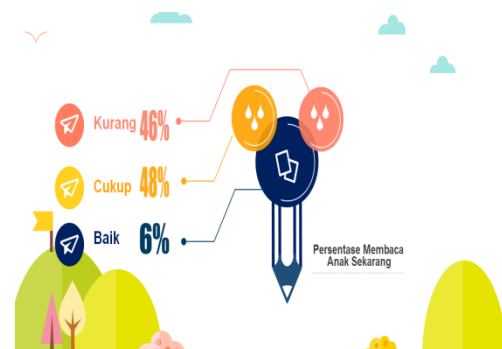 Kurang 46%
Cukup 48%
Baik 6%
Persentase Membaca
Anak Sekarang